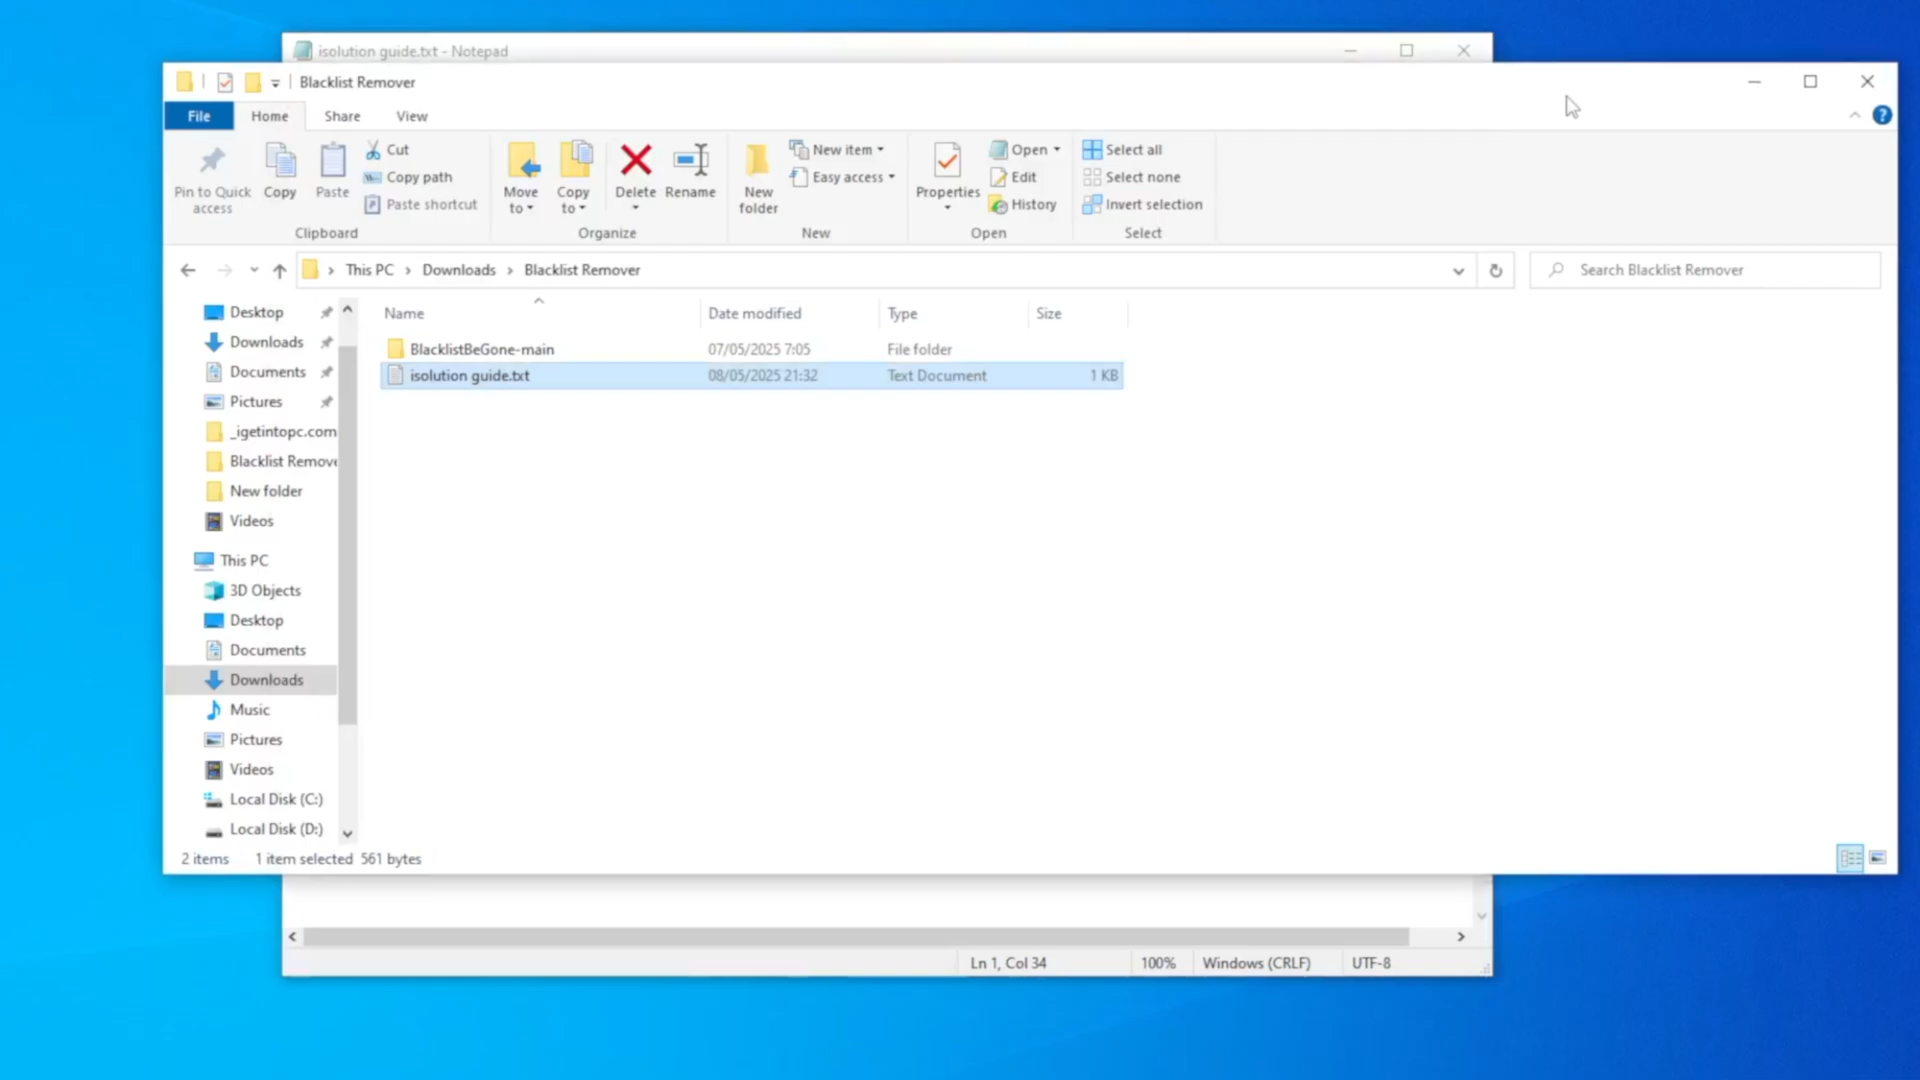 isolution guide.txt - Notepad
Blacklist Remover
File Home Share View
Pin to Quick access
Copy
Paste
Cut
Copy path
Paste shortcut
Clipboard
Move to
Copy to
Delete
Rename
Organize
New folder
New item
Easy access
New
Properties
Open
Edit
History
Open
Select all
Select none
Invert selection
Select
This PC > Downloads > Blacklist Remover
Search Blacklist Remover
Desktop
Downloads
Documents
Pictures
_igetintopc.com
Blacklist Remove
New folder
Videos
This PC
3D Objects
Desktop
Documents
Downloads
Music
Pictures
Videos
Local Disk (C:)
Local Disk (D:)
Name Date modified Type Size
BlacklistBeGone-main 07/05/2025 7:05 File folder
isolution guide.txt 08/05/2025 21:32 Text Document 1 KB
2 items 1 item selected 561 bytes
Ln 1, Col 34 100% Windows (CRLF) UTF-8